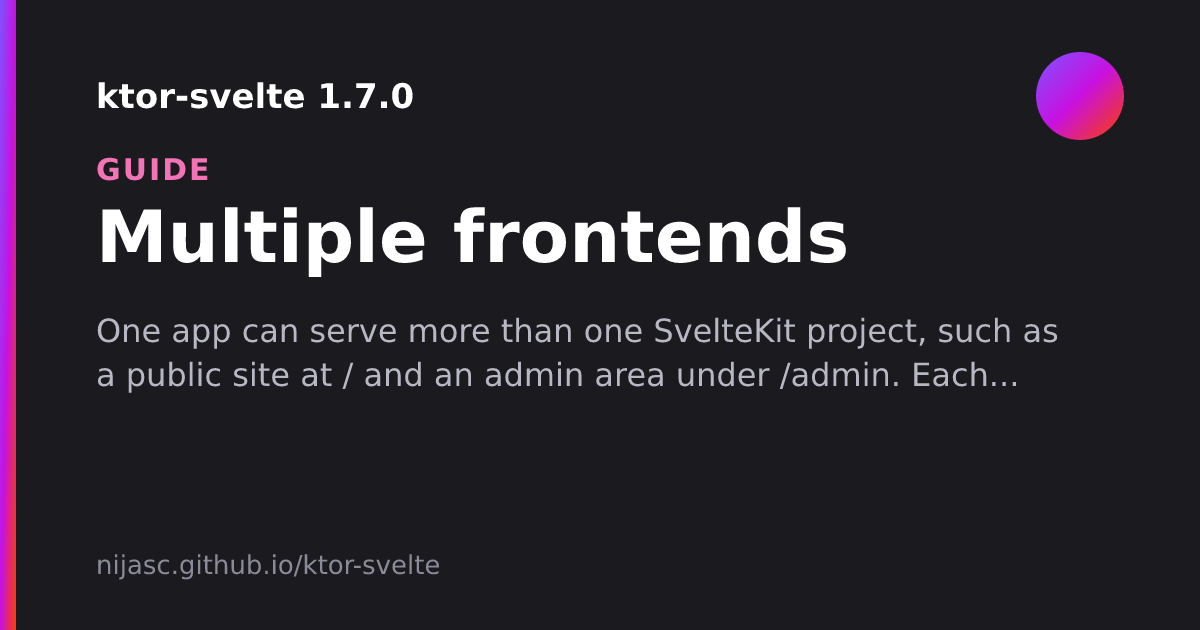 ktor-svelte 1.7.0
GUIDE
Multiple frontends
One app can serve more than one SvelteKit project, such as
a public site at / and an admin area under /admin. Each...
nijasc.github.io/ktor-svelte